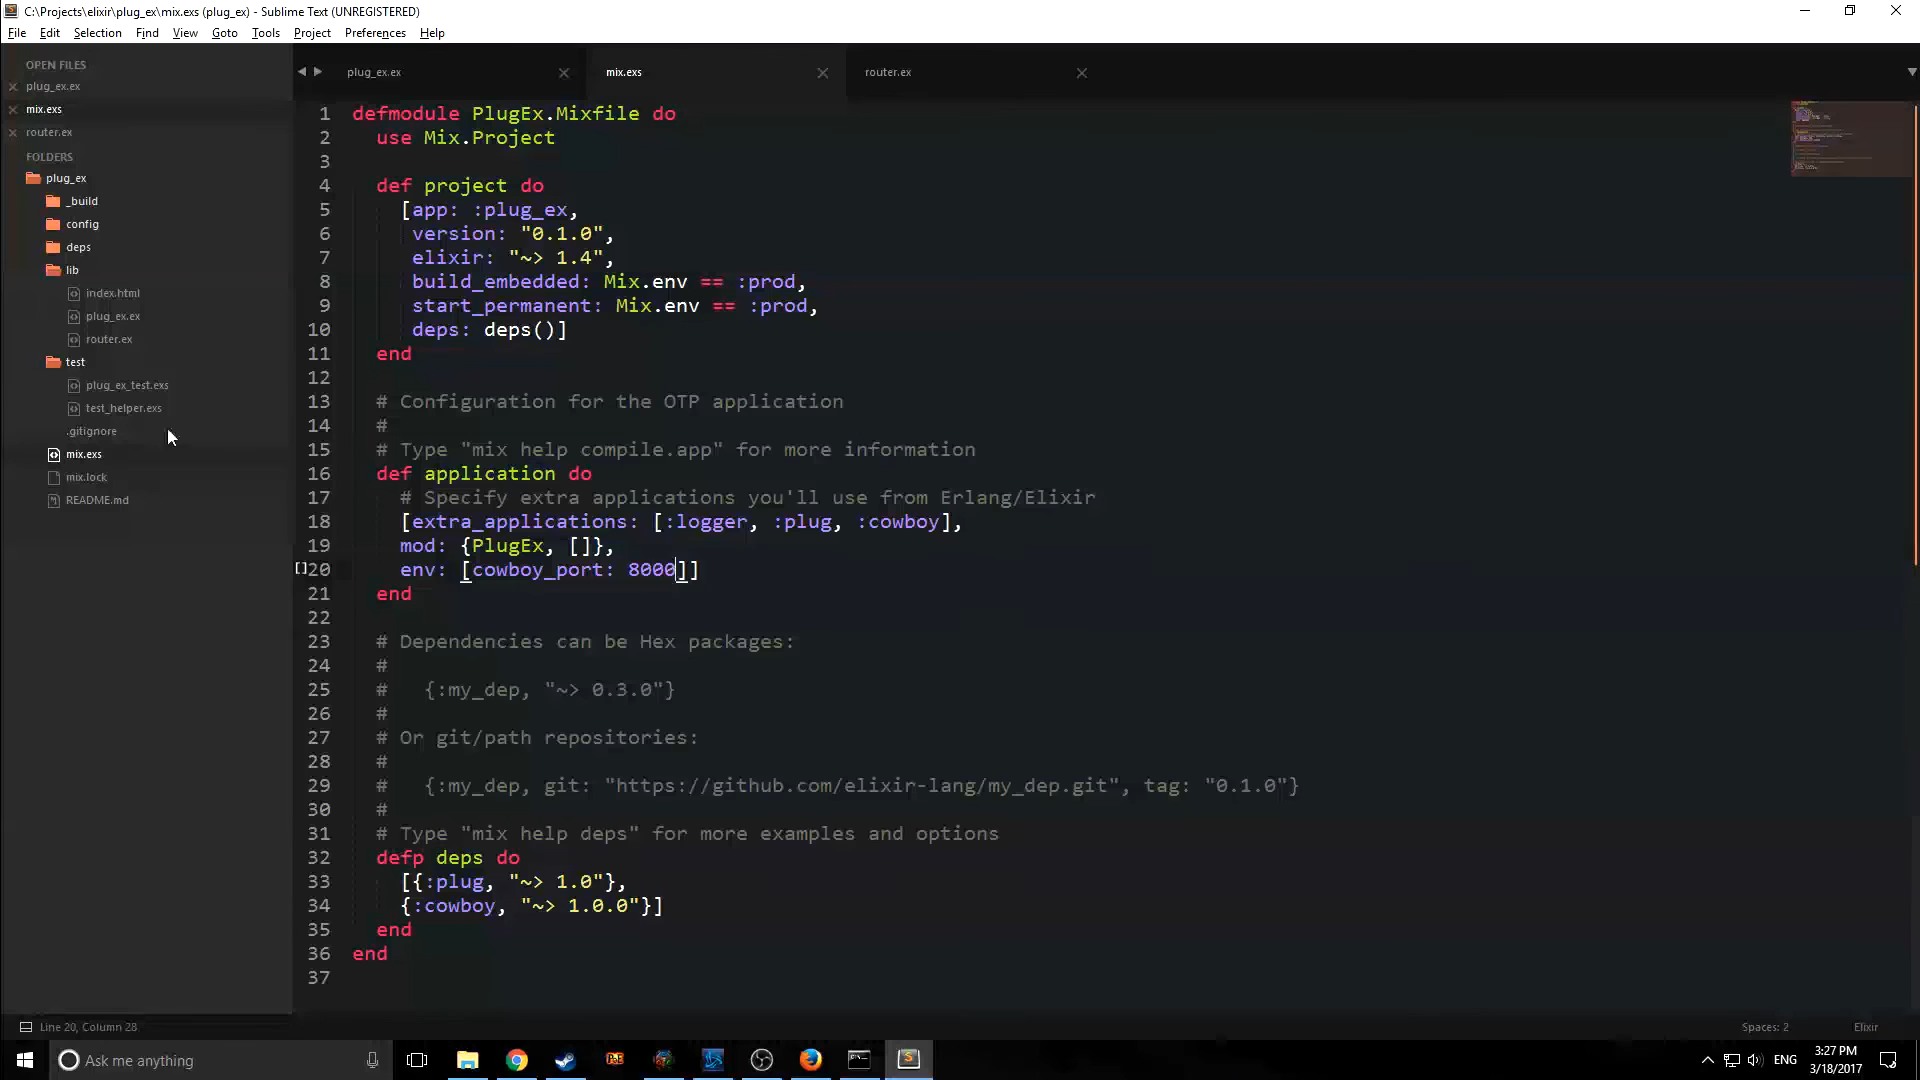 C:\Projects\elixir\plug_ex\mix.exs (plug_ex) - Sublime Text (UNREGISTERED)
File Edit Selection Find View Goto Tools Project Preferences Help
OPEN FILES
plug_ex.ex
mix.exs
router.ex
FOLDERS
plug_ex
_build
config
deps
lib
index.html
plug_ex.ex
router.ex
test
plug_ex_test.exs
test_helper.exs
.gitignore
mix.exs
mix.lock
README.md
plug_ex.ex mix.exs router.ex
1 defmodule PlugEx.Mixfile do
2 use Mix.Project
3
4 def project do
5 [app: :plug_ex,
6 version: "0.1.0",
7 elixir: "~> 1.4",
8 build_embedded: Mix.env == :prod,
9 start_permanent: Mix.env == :prod,
10 deps: deps()]
11 end
12
13 # Configuration for the OTP application
14 #
15 # Type "mix help compile.app" for more information
16 def application do
17 # Specify extra applications you'll use from Erlang/Elixir
18 [extra_applications: [:logger, :plug, :cowboy],
19 mod: {PlugEx, []},
20 env: [cowboy_port: 8000]]
21 end
22
23 # Dependencies can be Hex packages:
24 #
25 # {:my_dep, "~> 0.3.0"}
26 #
27 # Or git/path repositories:
28 #
29 # {:my_dep, git: "https://github.com/elixir-lang/my_dep.git", tag: "0.1.0"}
30 #
31 # Type "mix help deps" for more examples and options
32 defp deps do
33 [{:plug, "~> 1.0"},
34 {:cowboy, "~> 1.0.0"}]
35 end
36 end
37
Line 20, Column 28 Spaces: 2 Elixir
Ask me anything
ENG
3:27 PM
3/18/2017